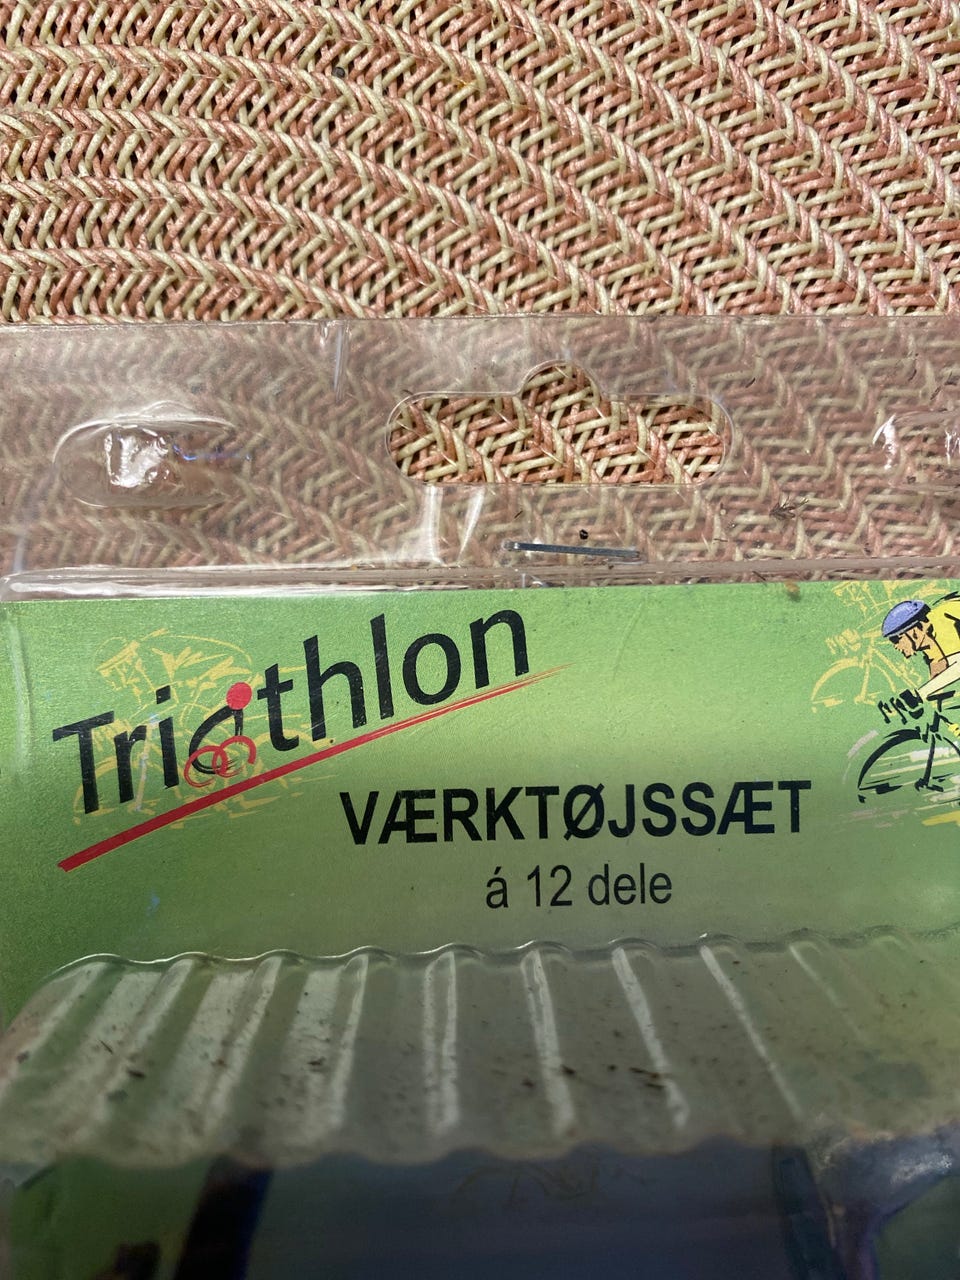 Triathlon
VÆRKTØJSSÆT
á 12 dele